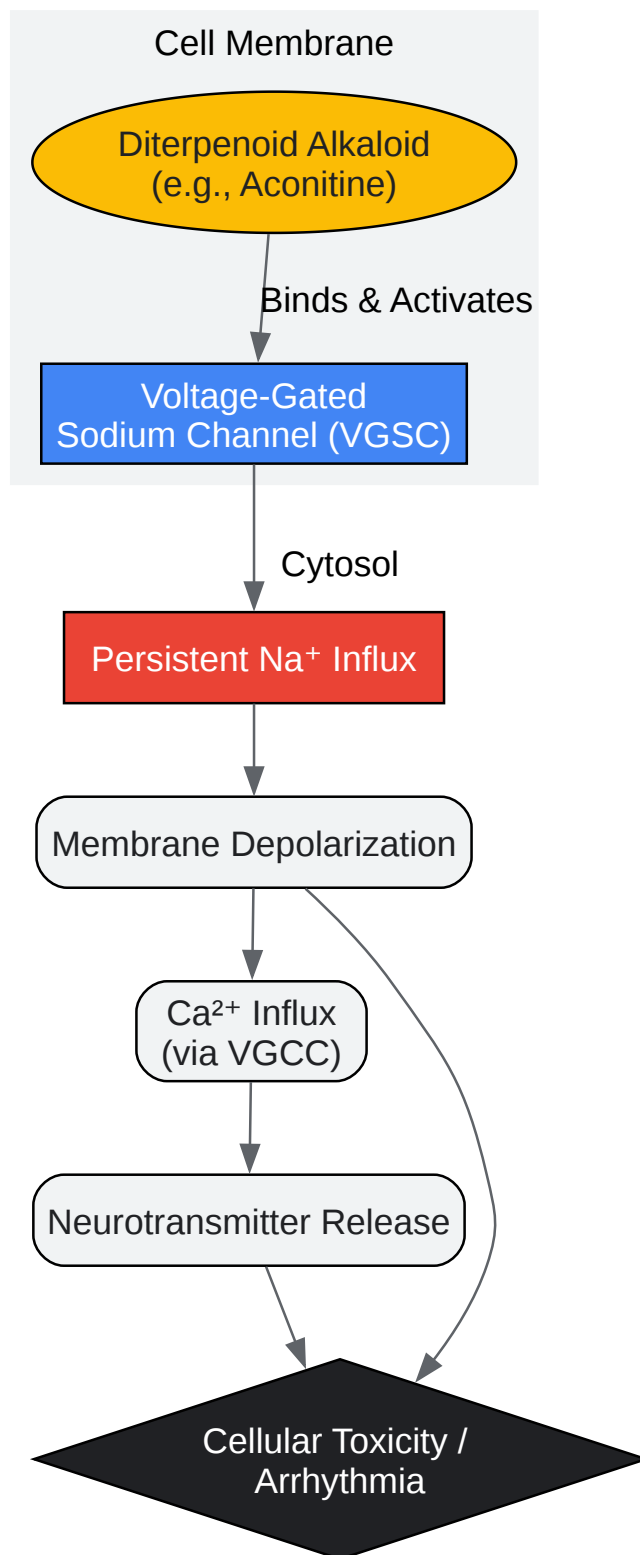 Cell Membrane
Diterpenoid Alkaloid
(e.g., Aconitine)
Binds & Activates
Voltage-Gated
Sodium Channel (VGSC)
Cytosol
Persistent Na⁺ Influx
Membrane Depolarization
Ca²⁺ Influx
(via VGCC)
Neurotransmitter Release
Cellular Toxicity /
Arrhythmia